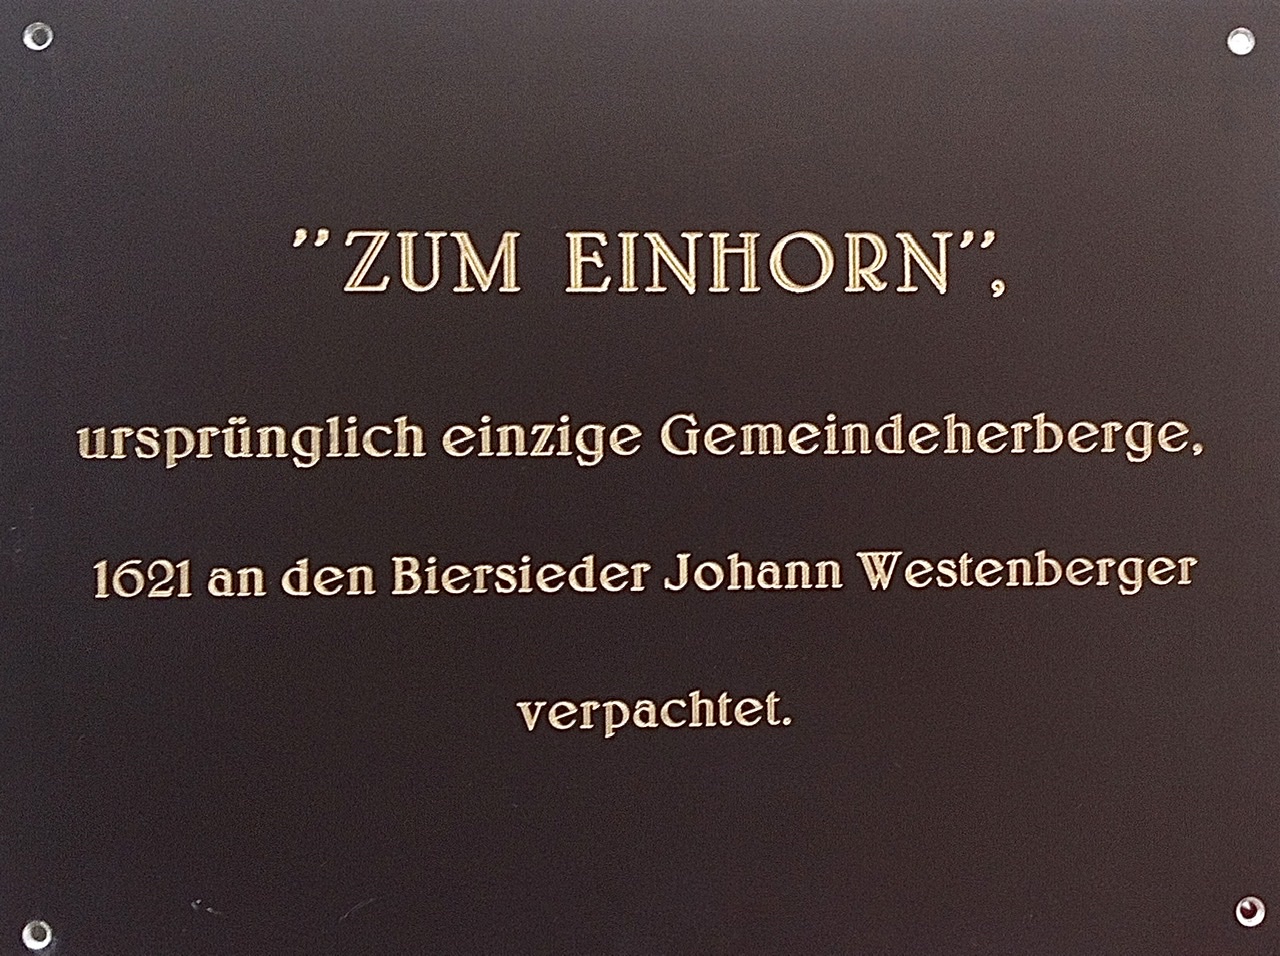 "ZUM EINHORN",
ursprünglich einzige Gemeindeherberge,
1621 an den Biersieder Johann Westenberger
verpachtet.